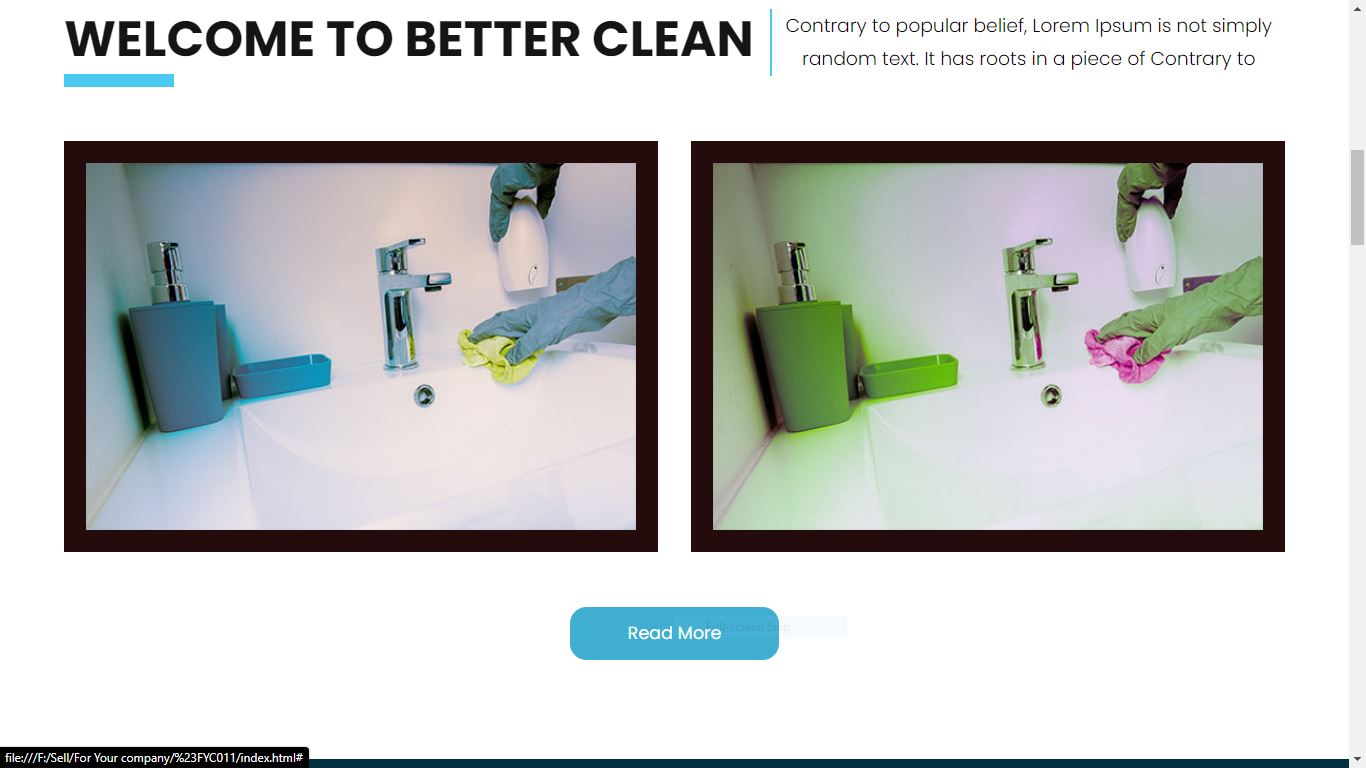 WELCOME TO BETTER CLEAN
Contrary to popular belief, Lorem Ipsum is not simply
random text. It has roots in a piece of Contrary to
Read More
Full-screen Snip
file:///F:/Sell/For Your company/%23FYC011/index.html#